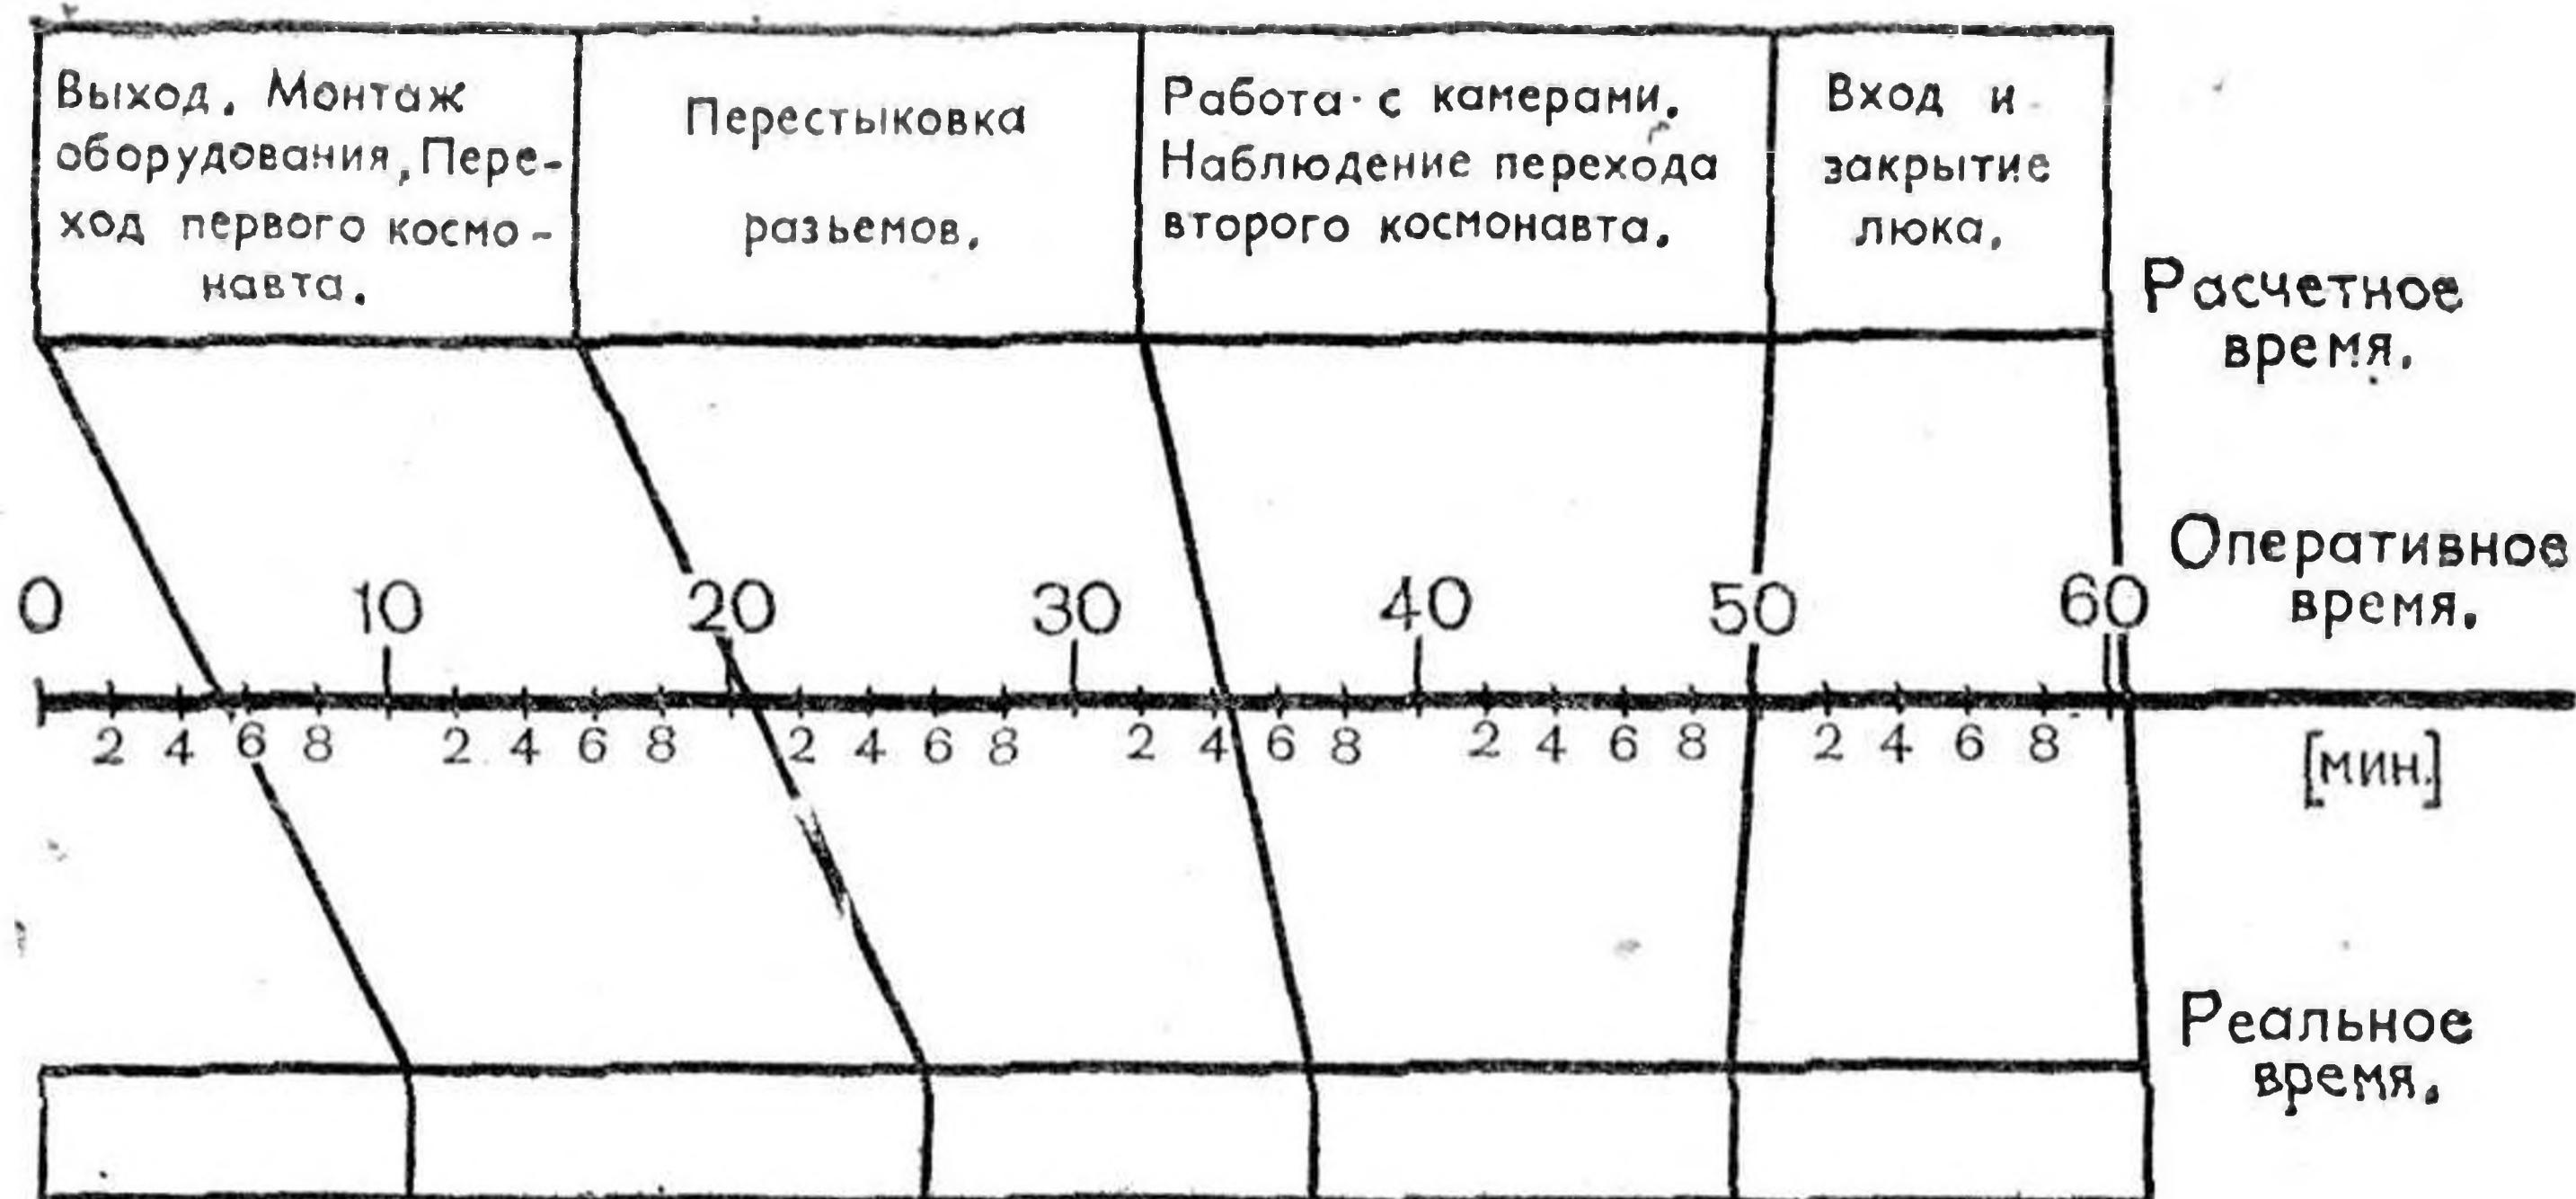 Выход. Монтаж
оборудования, Пере-
ход первого космо-
навта.
Перестыковка
разьемов.
Работа с камерами.
Наблюдение перехода
второго космонавта.
Вход и
закрытие
люка.
Расчетное
время.
Оперативное
время.
0 10 20 30 40 50 60
2 4 6 8 2 4 6 8 2 4 6 8 2 4 6 8 2 4 6 8 2 4 6 8
[мин.]
Реальное
время.